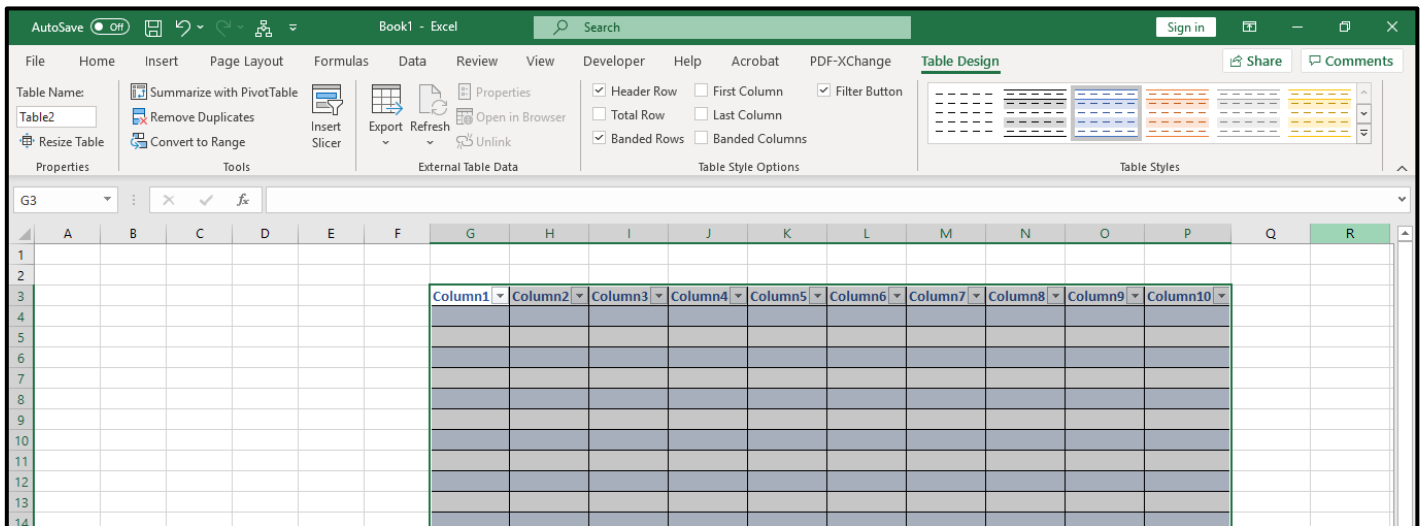 AutoSave Off Book1 - Excel Search Sign in
File Home Insert Page Layout Formulas Data Review View Developer Help Acrobat PDF-XChange Table Design Share Comments
Table Name:
Table2
Resize Table
Properties
Summarize with PivotTable
Remove Duplicates
Convert to Range
Insert
Slicer
Tools
Export Refresh
Properties
Open in Browser
Unlink
External Table Data
Header Row First Column Filter Button
Total Row Last Column
Banded Rows Banded Columns
Table Style Options
Table Styles
G3 fx
A B C D E F G H I J K L M N O P Q R
1
2
3 Column1 Column2 Column3 Column4 Column5 Column6 Column7 Column8 Column9 Column10
4
5
6
7
8
9
10
11
12
13
14